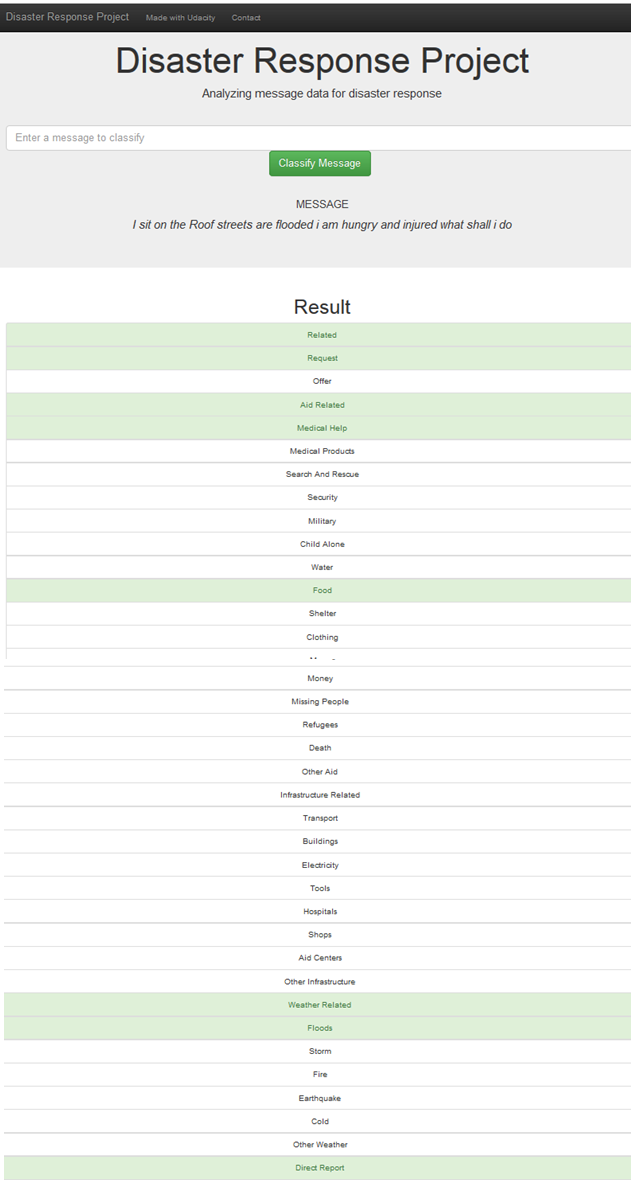 Disaster Response Project Made with Udacity Contact
Disaster Response Project
Analyzing message data for disaster response
Enter a message to classify
Classify Message
MESSAGE
I sit on the Roof streets are flooded i am hungry and injured what shall i do
Result
Related
Request
Offer
Aid Related
Medical Help
Medical Products
Search And Rescue
Security
Military
Child Alone
Water
Food
Shelter
Clothing
Money
Missing People
Refugees
Death
Other Aid
Infrastructure Related
Transport
Buildings
Electricity
Tools
Hospitals
Shops
Aid Centers
Other Infrastructure
Weather Related
Floods
Storm
Fire
Earthquake
Cold
Other Weather
Direct Report